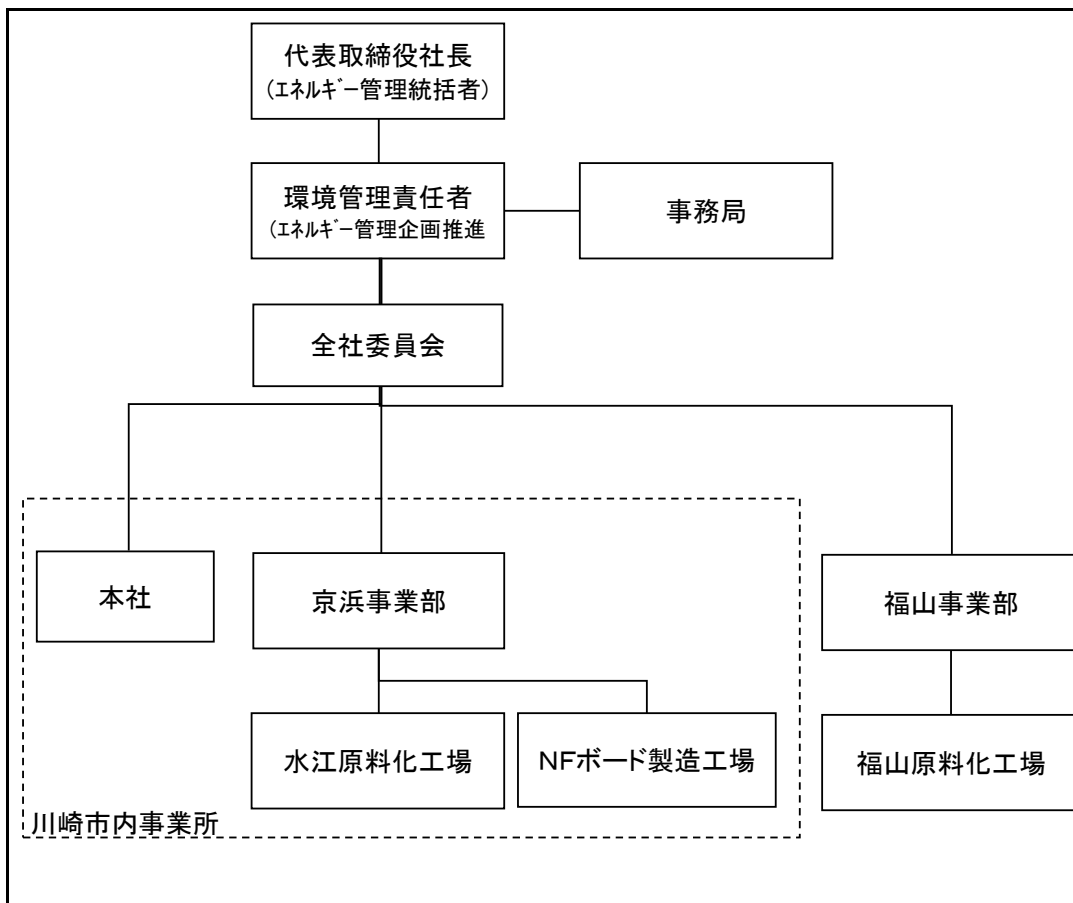 代表取締役社長
(ｴﾈﾙｷﾞｰ管理統括者)
環境管理責任者
(ｴﾈﾙｷﾞｰ管理企画推進
事務局
全社委員会
本社
京浜事業部
福山事業部
水江原料化工場
NFボード製造工場
福山原料化工場
川崎市内事業所